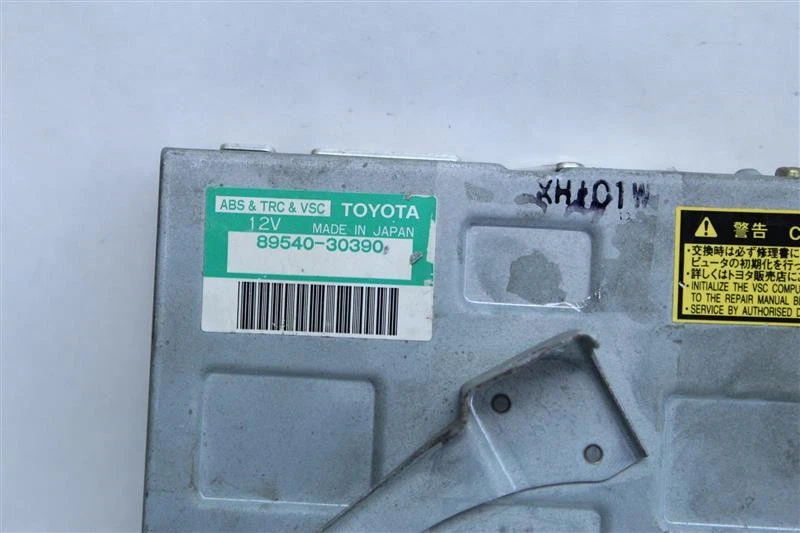 ABS & TRC & VSC TOYOTA
12V MADE IN JAPAN
89540-30390
警告 C
・交換時は必ず修理書に
ピュータの初期化を行っ
・詳しくはトヨタ販売店に
・INITIALIZE THE VSC COMPU
TO THE REPAIR MANUAL B
・SERVICE BY AUTHORISED D